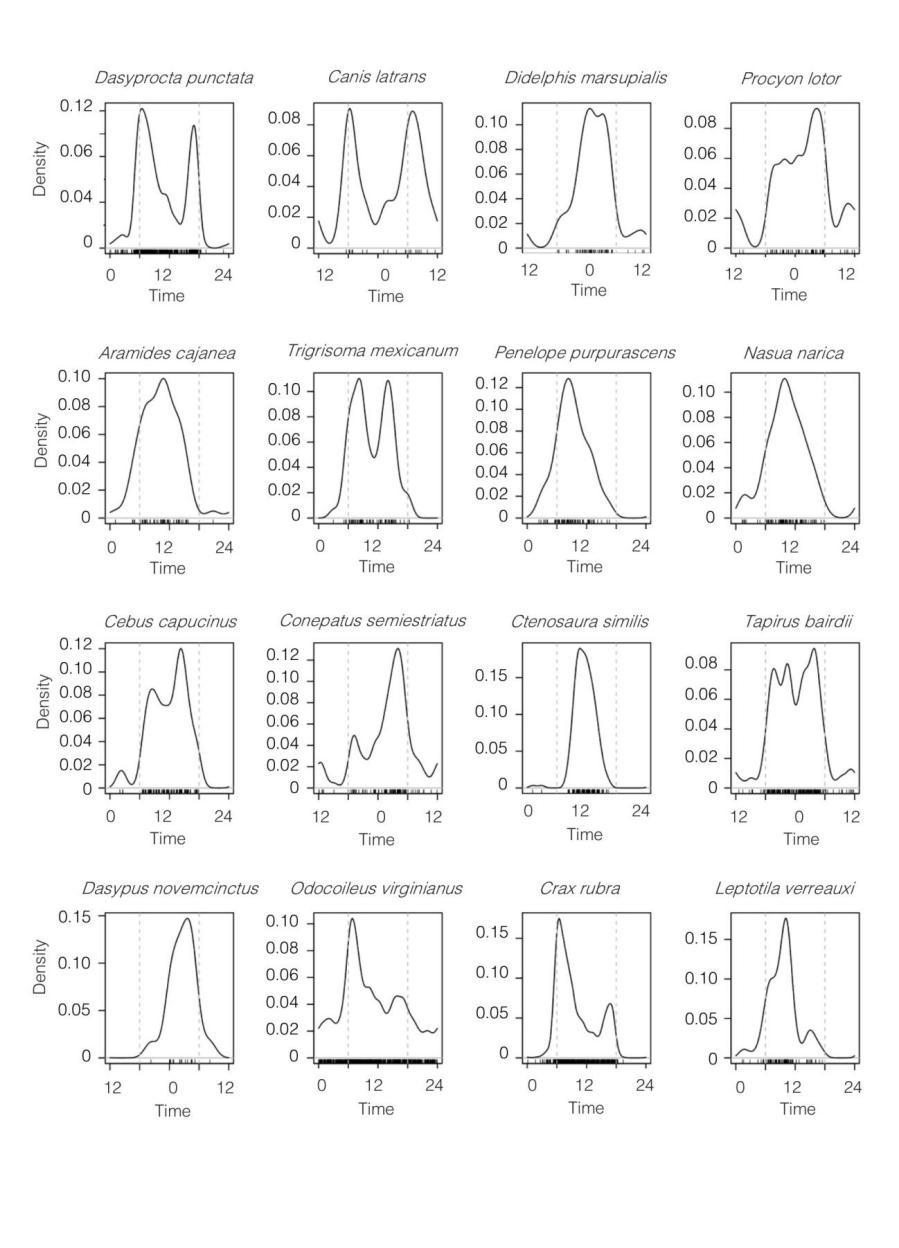 Dasyprocta punctata Canis latrans Didelphis marsupialis Procyon lotor
Density
0.12
0.06
0.04
0
0 12 24
Time
0.08
0.06
0.04
0.02
0
12 0 12
Time
0.10
0.08
0.06
0.04
0.02
0
12 0 12
Time
0.08
0.06
0.04
0.02
0
12 0 12
Time
Aramides cajanea Trigrisoma mexicanum Penelope purpurascens Nasua narica
Density
0.10
0.08
0.06
0.04
0.02
0
0 12 24
Time
0.10
0.08
0.06
0.04
0.02
0
0 12 24
Time
0.12
0.10
0.08
0.06
0.04
0.02
0
0 12 24
Time
0.10
0.08
0.06
0.04
0.02
0
0 12 24
Time
Cebus capucinus Conepatus semiestriatus Ctenosaura similis Tapirus bairdii
Density
0.12
0.10
0.08
0.06
0.04
0.02
0
0 12 24
Time
0.12
0.10
0.08
0.06
0.04
0.02
0
12 0 12
Time
0.15
0.10
0.05
0
0 12 24
Time
0.08
0.06
0.04
0.02
0
12 0 12
Time
Dasypus novemcinctus Odocoileus virginianus Crax rubra Leptotila verreauxi
Density
0.15
0.10
0.05
0
12 0 12
Time
0.10
0.08
0.06
0.04
0.02
0
0 12 24
Time
0.15
0.10
0.05
0
0 12 24
Time
0.15
0.10
0.05
0
0 12 24
Time